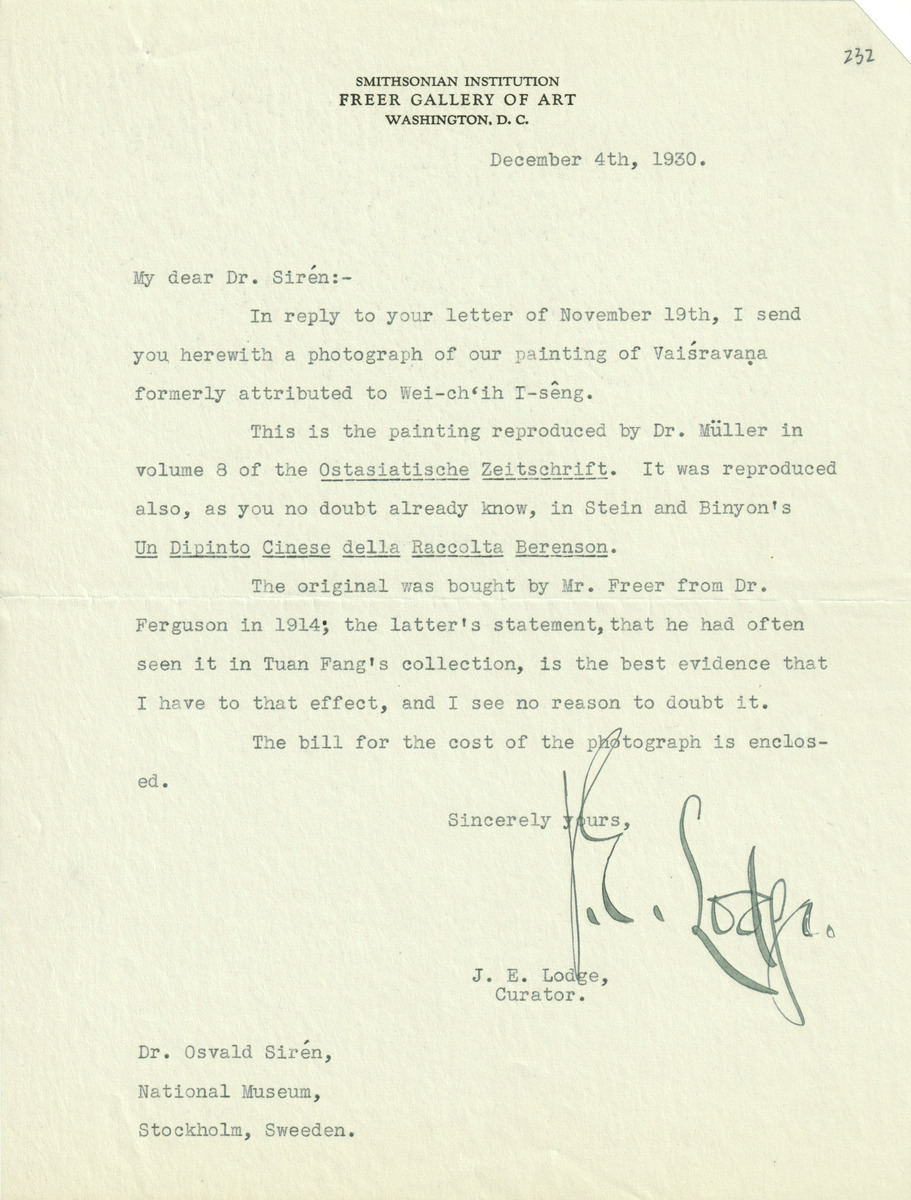 232
SMITHSONIAN INSTITUTION
FREER GALLERY OF ART
WASHINGTON, D. C.
December 4th, 1930.
My dear Dr. Sirén:-
In reply to your letter of November 19th, I send
you herewith a photograph of our painting of Vaiśravaṇa
formerly attributed to Wei-ch‘ih I-sêng.
This is the painting reproduced by Dr. Müller in
volume 8 of the Ostasiatische Zeitschrift. It was reproduced
also, as you no doubt already know, in Stein and Binyon's
Un Dipinto Cinese della Raccolta Berenson.
The original was bought by Mr. Freer from Dr.
Ferguson in 1914; the latter's statement, that he had often
seen it in Tuan Fang's collection, is the best evidence that
I have to that effect, and I see no reason to doubt it.
The bill for the cost of the photograph is enclos-
ed.
Sincerely yours,
J. E. Lodge.
J. E. Lodge,
Curator.
Dr. Osvald Sirén,
National Museum,
Stockholm, Sweeden.